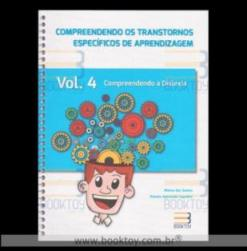 COMPREENDENDO OS TRANSTORNOS
ESPECÍFICOS DE APRENDIZAGEM
Vol. 4 Compreendendo a Dislexia
BOOKTOY
www.booktoy.com.br®